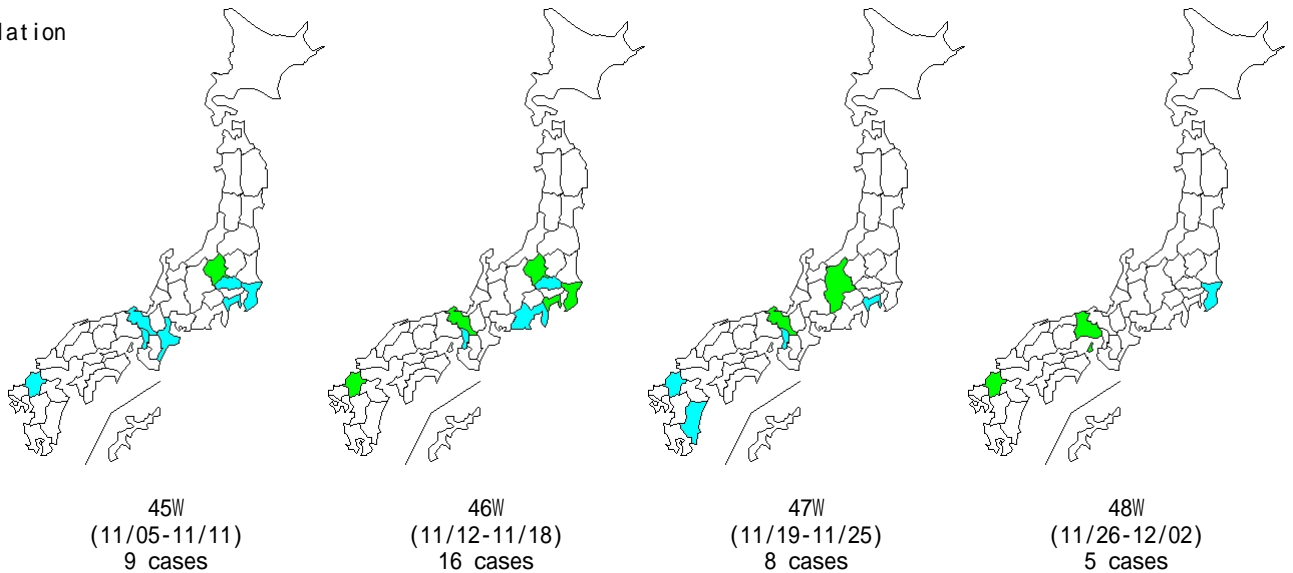 lation
45W
(11/05-11/11)
9 cases
46W
(11/12-11/18)
16 cases
47W
(11/19-11/25)
8 cases
48W
(11/26-12/02)
5 cases